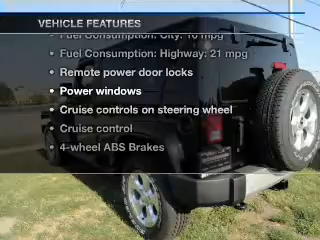 VEHICLE FEATURES
Fuel Consumption: City: 16 mpg
Fuel Consumption: Highway: 21 mpg
Remote power door locks
Power windows
Cruise controls on steering wheel
Cruise control
4-wheel ABS Brakes